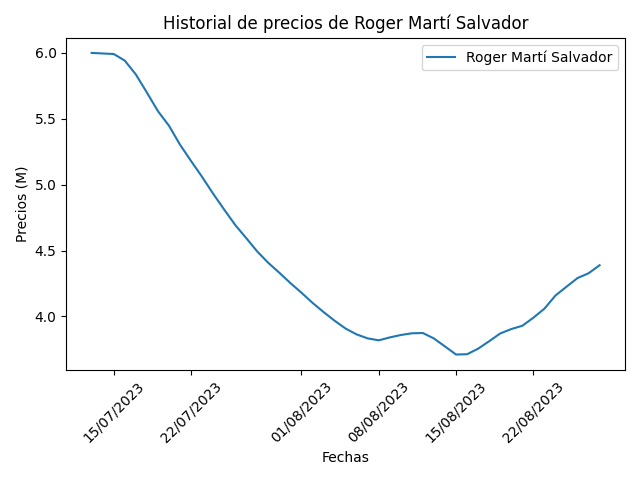 Historial de precios de Roger Martí Salvador
Roger Martí Salvador
Precios (M)
6.0
5.5
5.0
4.5
4.0
15/07/2023
22/07/2023
01/08/2023
08/08/2023
15/08/2023
22/08/2023
Fechas